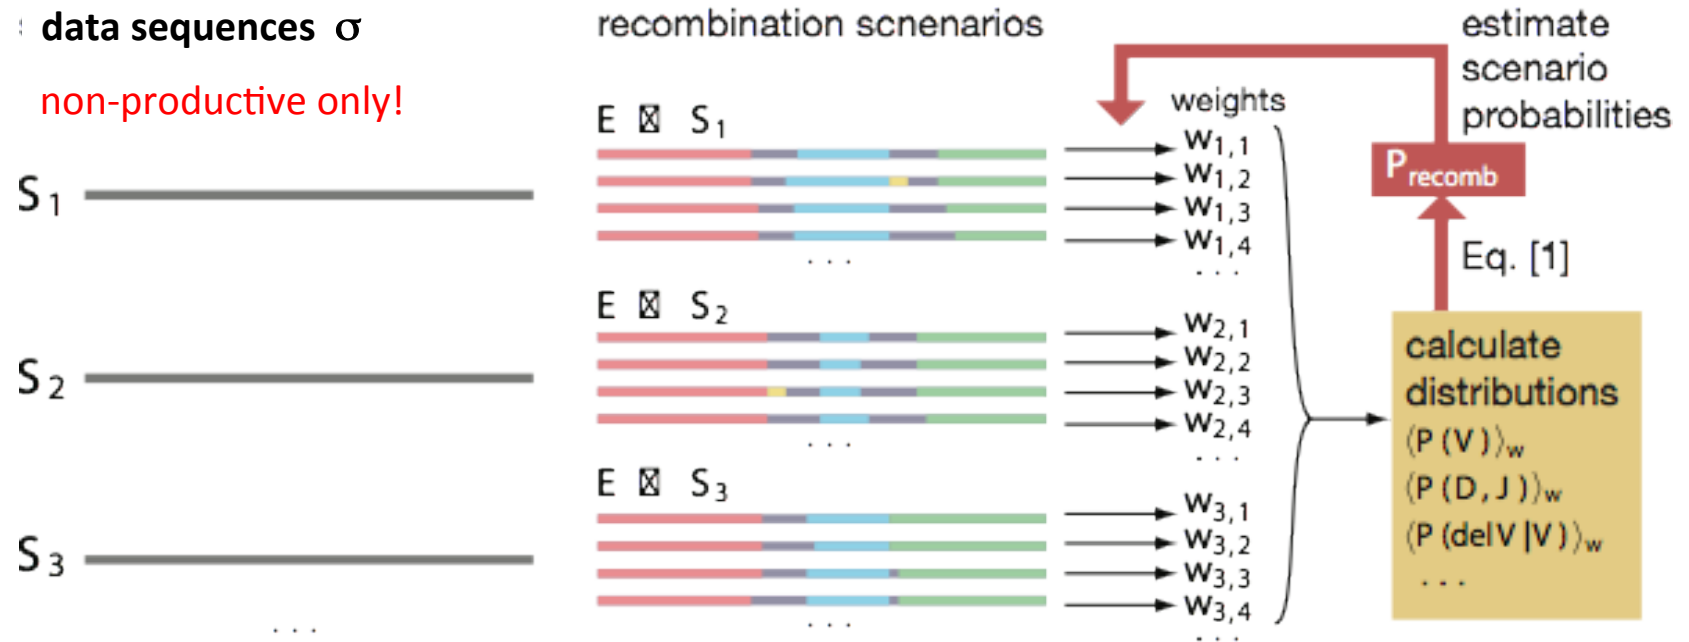 data sequences σ
non-productive only!
S1
S2
S3
. . .
recombination scnenarios
E ☒ S1
. . .
E ☒ S2
. . .
E ☒ S3
. . .
weights
w1,1
w1,2
w1,3
w1,4
. . .
w2,1
w2,2
w2,3
w2,4
. . .
w3,1
w3,2
w3,3
w3,4
. . .
estimate
scenario
probabilities
Precomb
Eq. [1]
calculate
distributions
⟨P(V)⟩w
⟨P(D,J)⟩w
⟨P(delV|V)⟩w
. . .